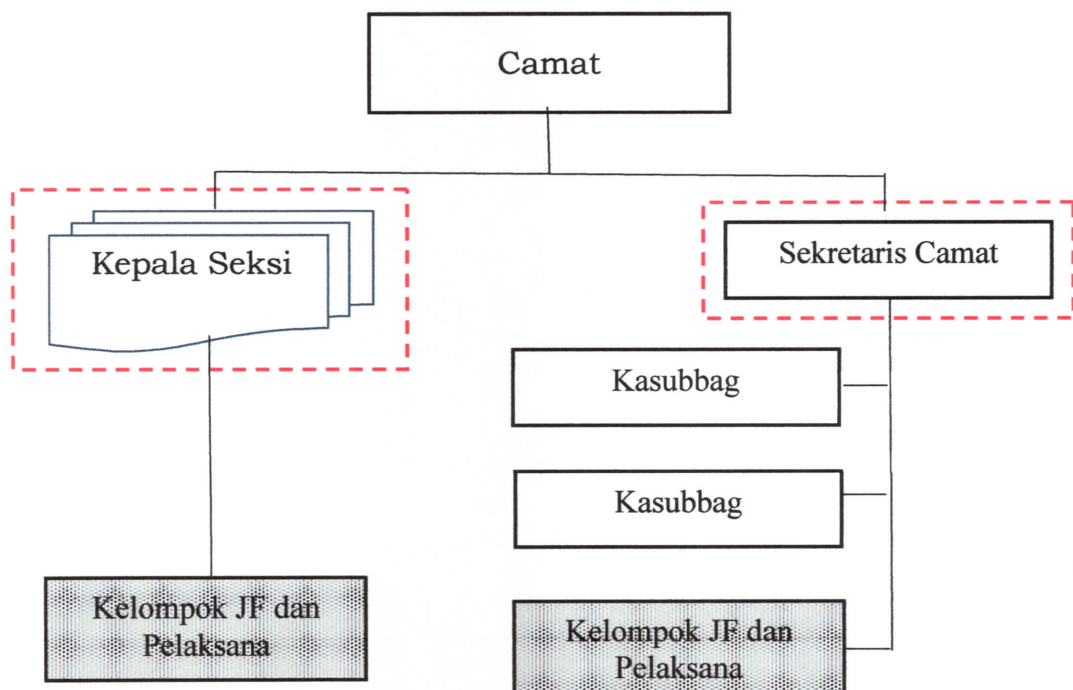 Camat
Kepala Seksi
Sekretaris Camat
Kasubbag
Kasubbag
Kelompok JF dan
Pelaksana
Kelompok JF dan
Pelaksana